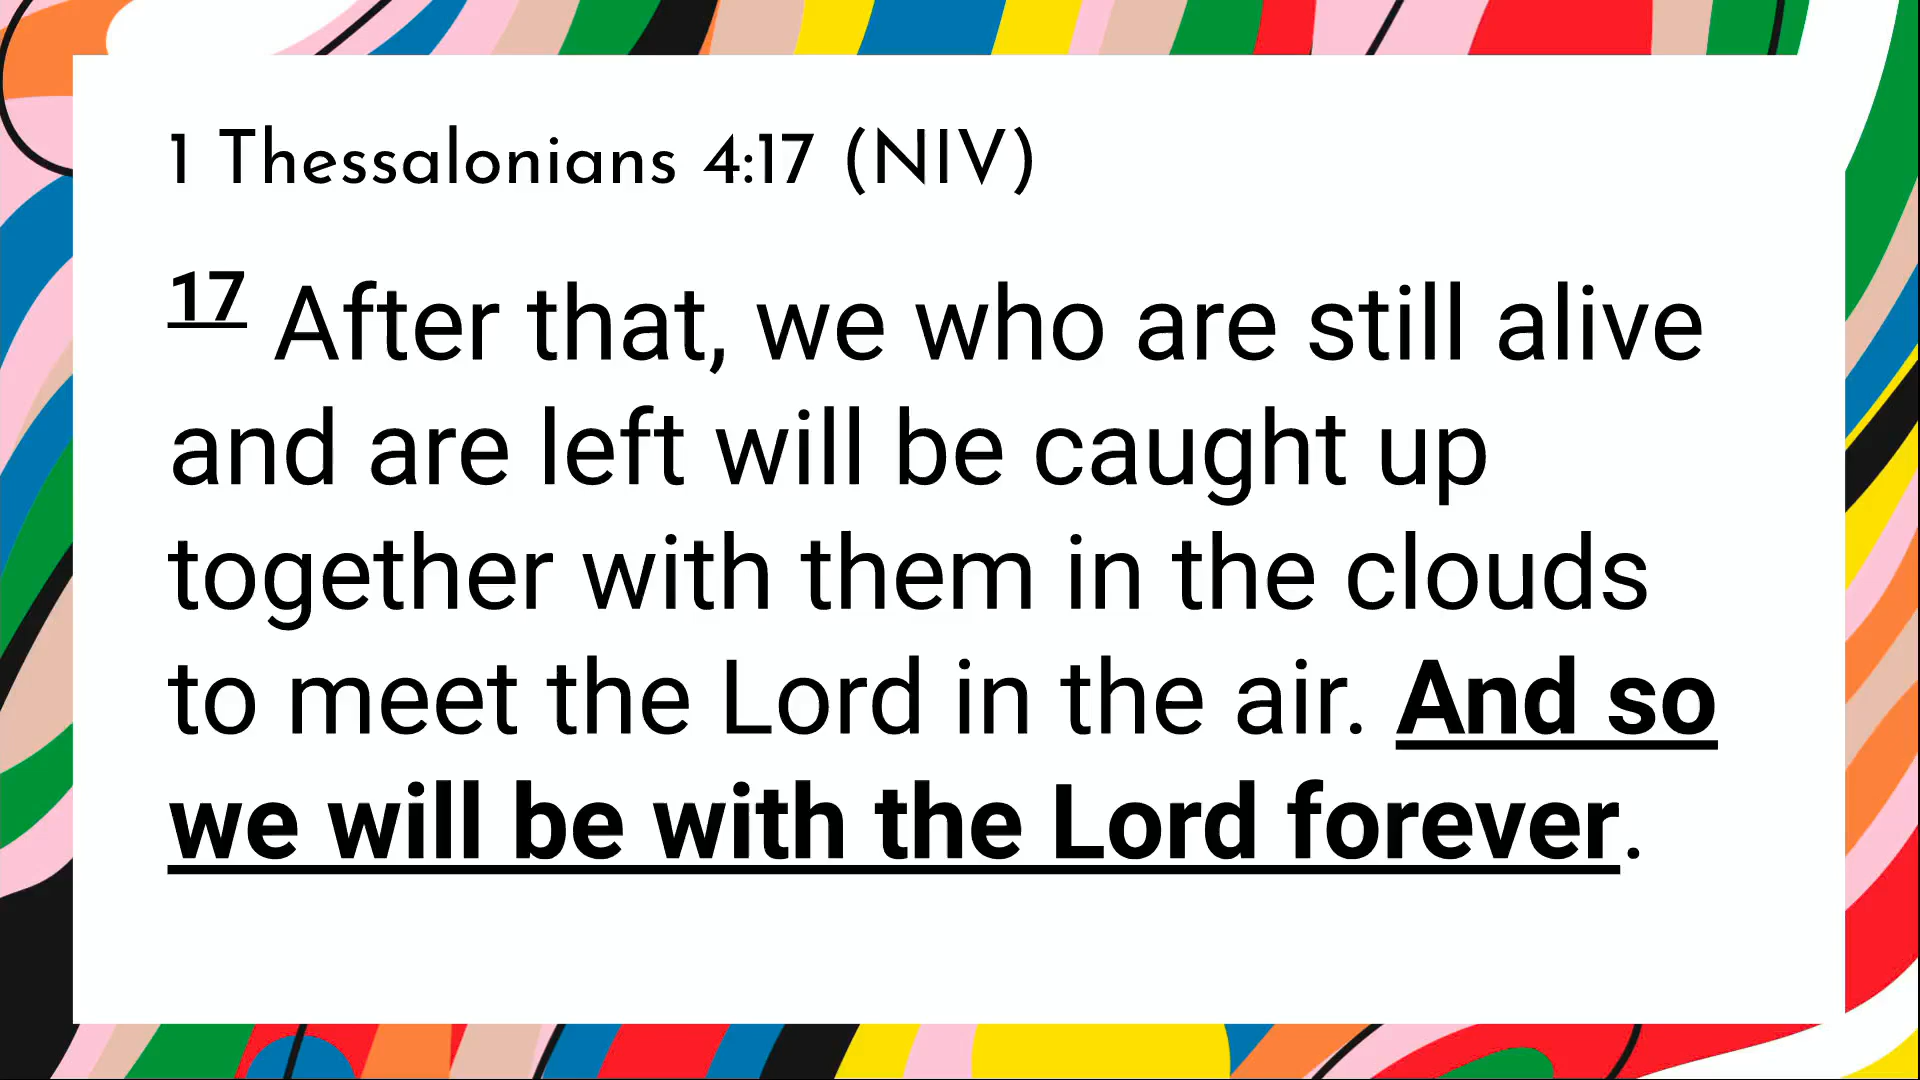 1 Thessalonians 4:17 (NIV)
17 After that, we who are still alive
and are left will be caught up
together with them in the clouds
to meet the Lord in the air. And so
we will be with the Lord forever.